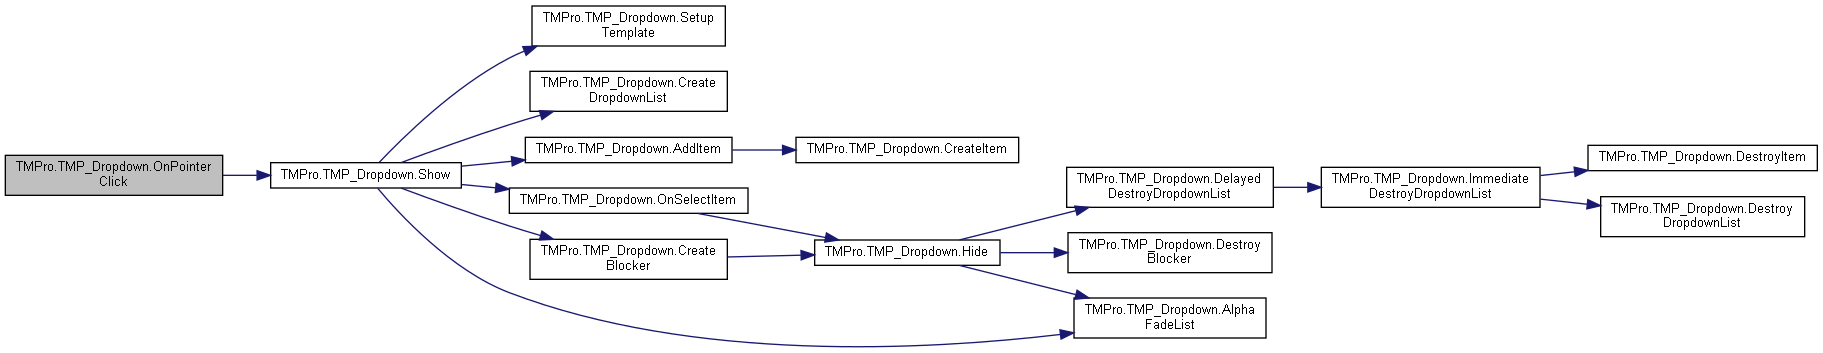 TMPro.TMP_Dropdown.OnPointer
Click
TMPro.TMP_Dropdown.Show
TMPro.TMP_Dropdown.Setup
Template
TMPro.TMP_Dropdown.Create
DropdownList
TMPro.TMP_Dropdown.AddItem
TMPro.TMP_Dropdown.CreateItem
TMPro.TMP_Dropdown.OnSelectItem
TMPro.TMP_Dropdown.Create
Blocker
TMPro.TMP_Dropdown.Hide
TMPro.TMP_Dropdown.Delayed
DestroyDropdownList
TMPro.TMP_Dropdown.Destroy
Blocker
TMPro.TMP_Dropdown.Alpha
FadeList
TMPro.TMP_Dropdown.Immediate
DestroyDropdownList
TMPro.TMP_Dropdown.DestroyItem
TMPro.TMP_Dropdown.Destroy
DropdownList